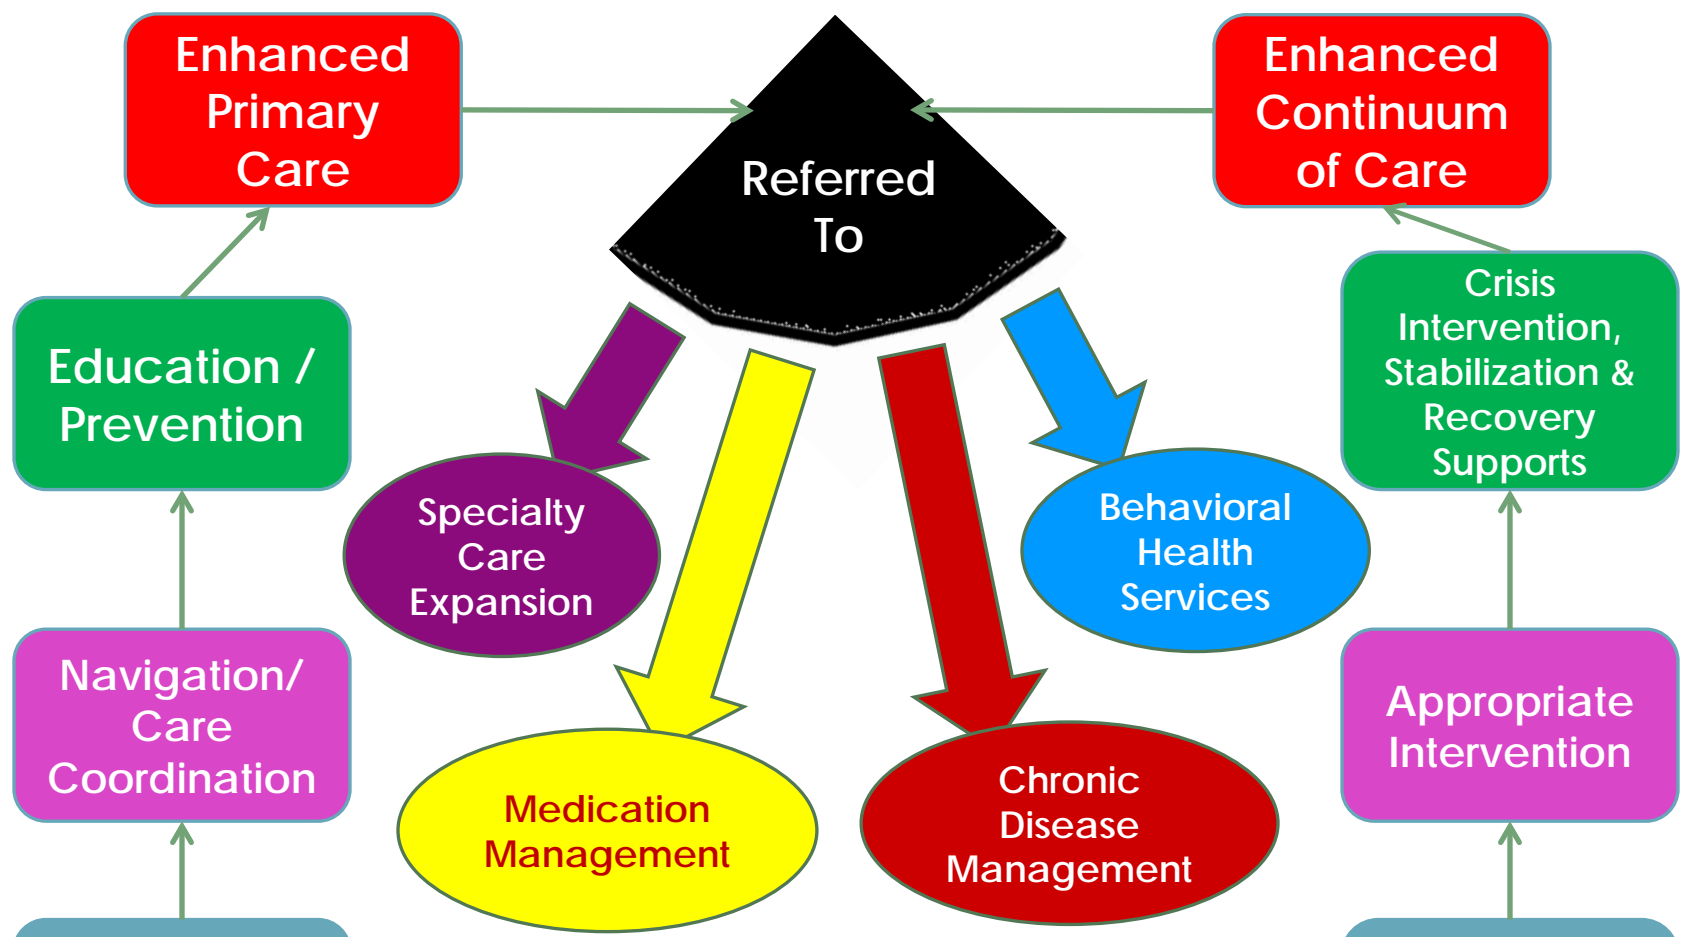 Enhanced
Primary
Care
Referred
To
Enhanced
Continuum
of Care
Education /
Prevention
Crisis
Intervention,
Stabilization &
Recovery
Supports
Specialty
Care
Expansion
Behavioral
Health
Services
Navigation/
Care
Coordination
Medication
Management
Chronic
Disease
Management
Appropriate
Intervention